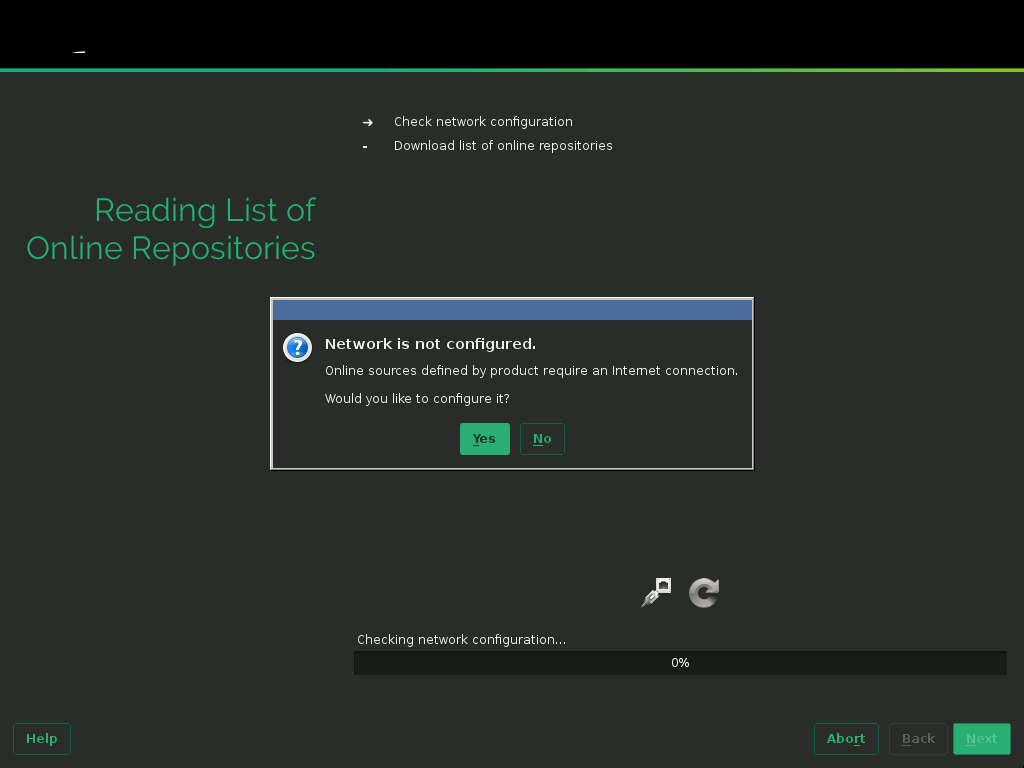 ➔ Check network configuration
- Download list of online repositories
Reading List of
Online Repositories
Network is not configured.
Online sources defined by product require an Internet connection.
Would you like to configure it?
Yes No
Checking network configuration...
0%
Help Abort Back Next